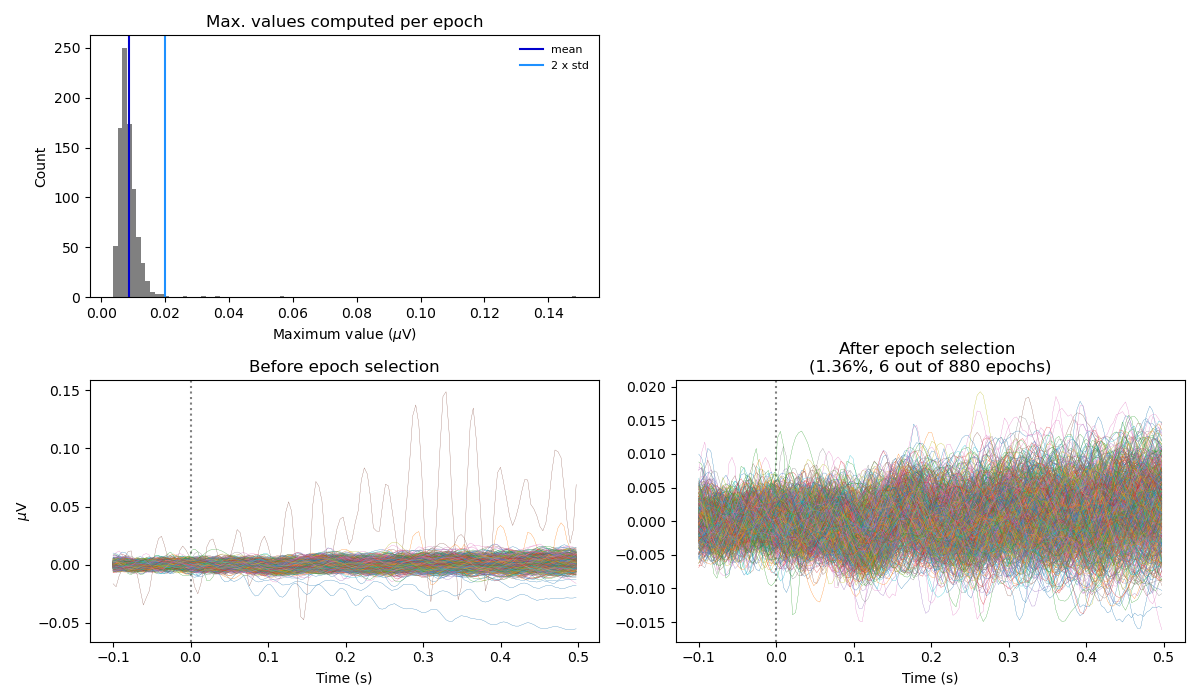 Max. values computed per epoch
250
200
150
100
50
0
Count
mean
2 x std
0.00 0.02 0.04 0.06 0.08 0.10 0.12 0.14
Maximum value (μV)
Before epoch selection
0.15
0.10
0.05
0.00
−0.05
μV
−0.1 0.0 0.1 0.2 0.3 0.4 0.5
Time (s)
After epoch selection
(1.36%, 6 out of 880 epochs)
0.020
0.015
0.010
0.005
0.000
−0.005
−0.010
−0.015
−0.1 0.0 0.1 0.2 0.3 0.4 0.5
Time (s)